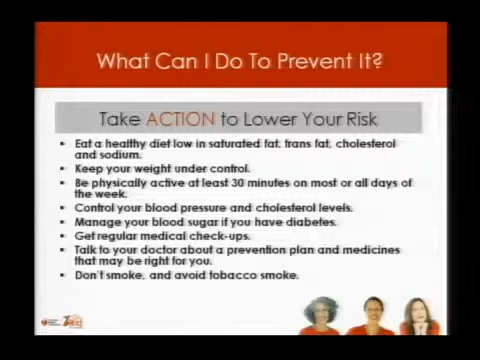 What Can I Do To Prevent It?
Take ACTION to Lower Your Risk
▪ Eat a healthy diet low in saturated fat, trans fat, cholesterol
and sodium.
▪ Keep your weight under control.
▪ Be physically active at least 30 minutes on most or all days of
the week.
▪ Control your blood pressure and cholesterol levels.
▪ Manage your blood sugar if you have diabetes.
▪ Get regular medical check-ups.
▪ Talk to your doctor about a prevention plan and medicines
that may be right for you.
▪ Don't smoke, and avoid tobacco smoke.